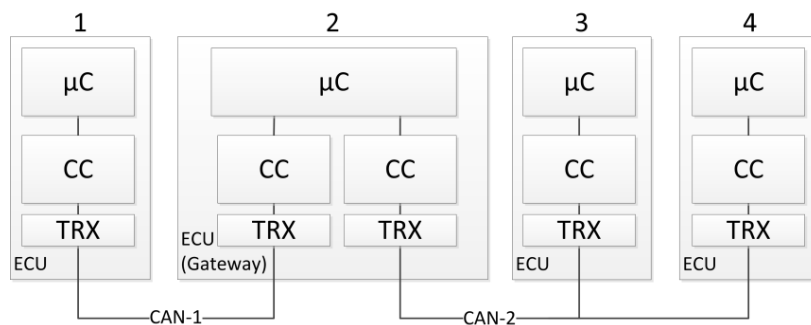 1
2
3
4
µC
µC
µC
µC
CC
CC
CC
CC
CC
TRX
TRX
TRX
TRX
TRX
ECU
ECU
(Gateway)
ECU
ECU
CAN-1
CAN-2